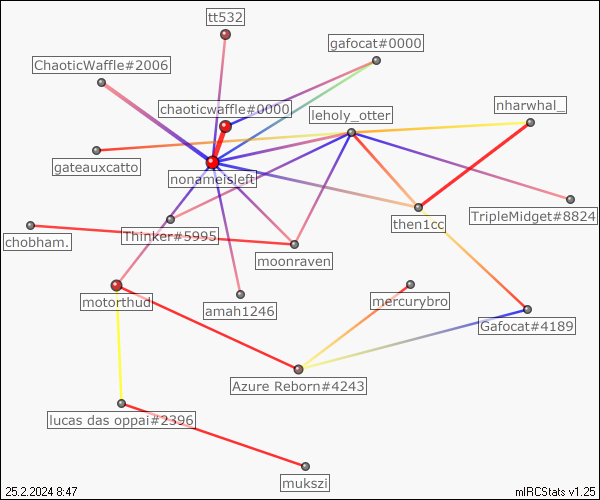 tt532
gafocat#0000
ChaoticWaffle#2006
nharwhal_
chaoticwaffle#0000
leholy_otter
gateauxcatto
nonameisleft
TripleMidget#8824
then1cc
chobham.
Thinker#5995
moonraven
motorthud
amah1246
mercurybro
Gafocat#4189
Azure Reborn#4243
lucas das oppai#2396
mukszi
25.2.2024 8:47
mIRCStats v1.25